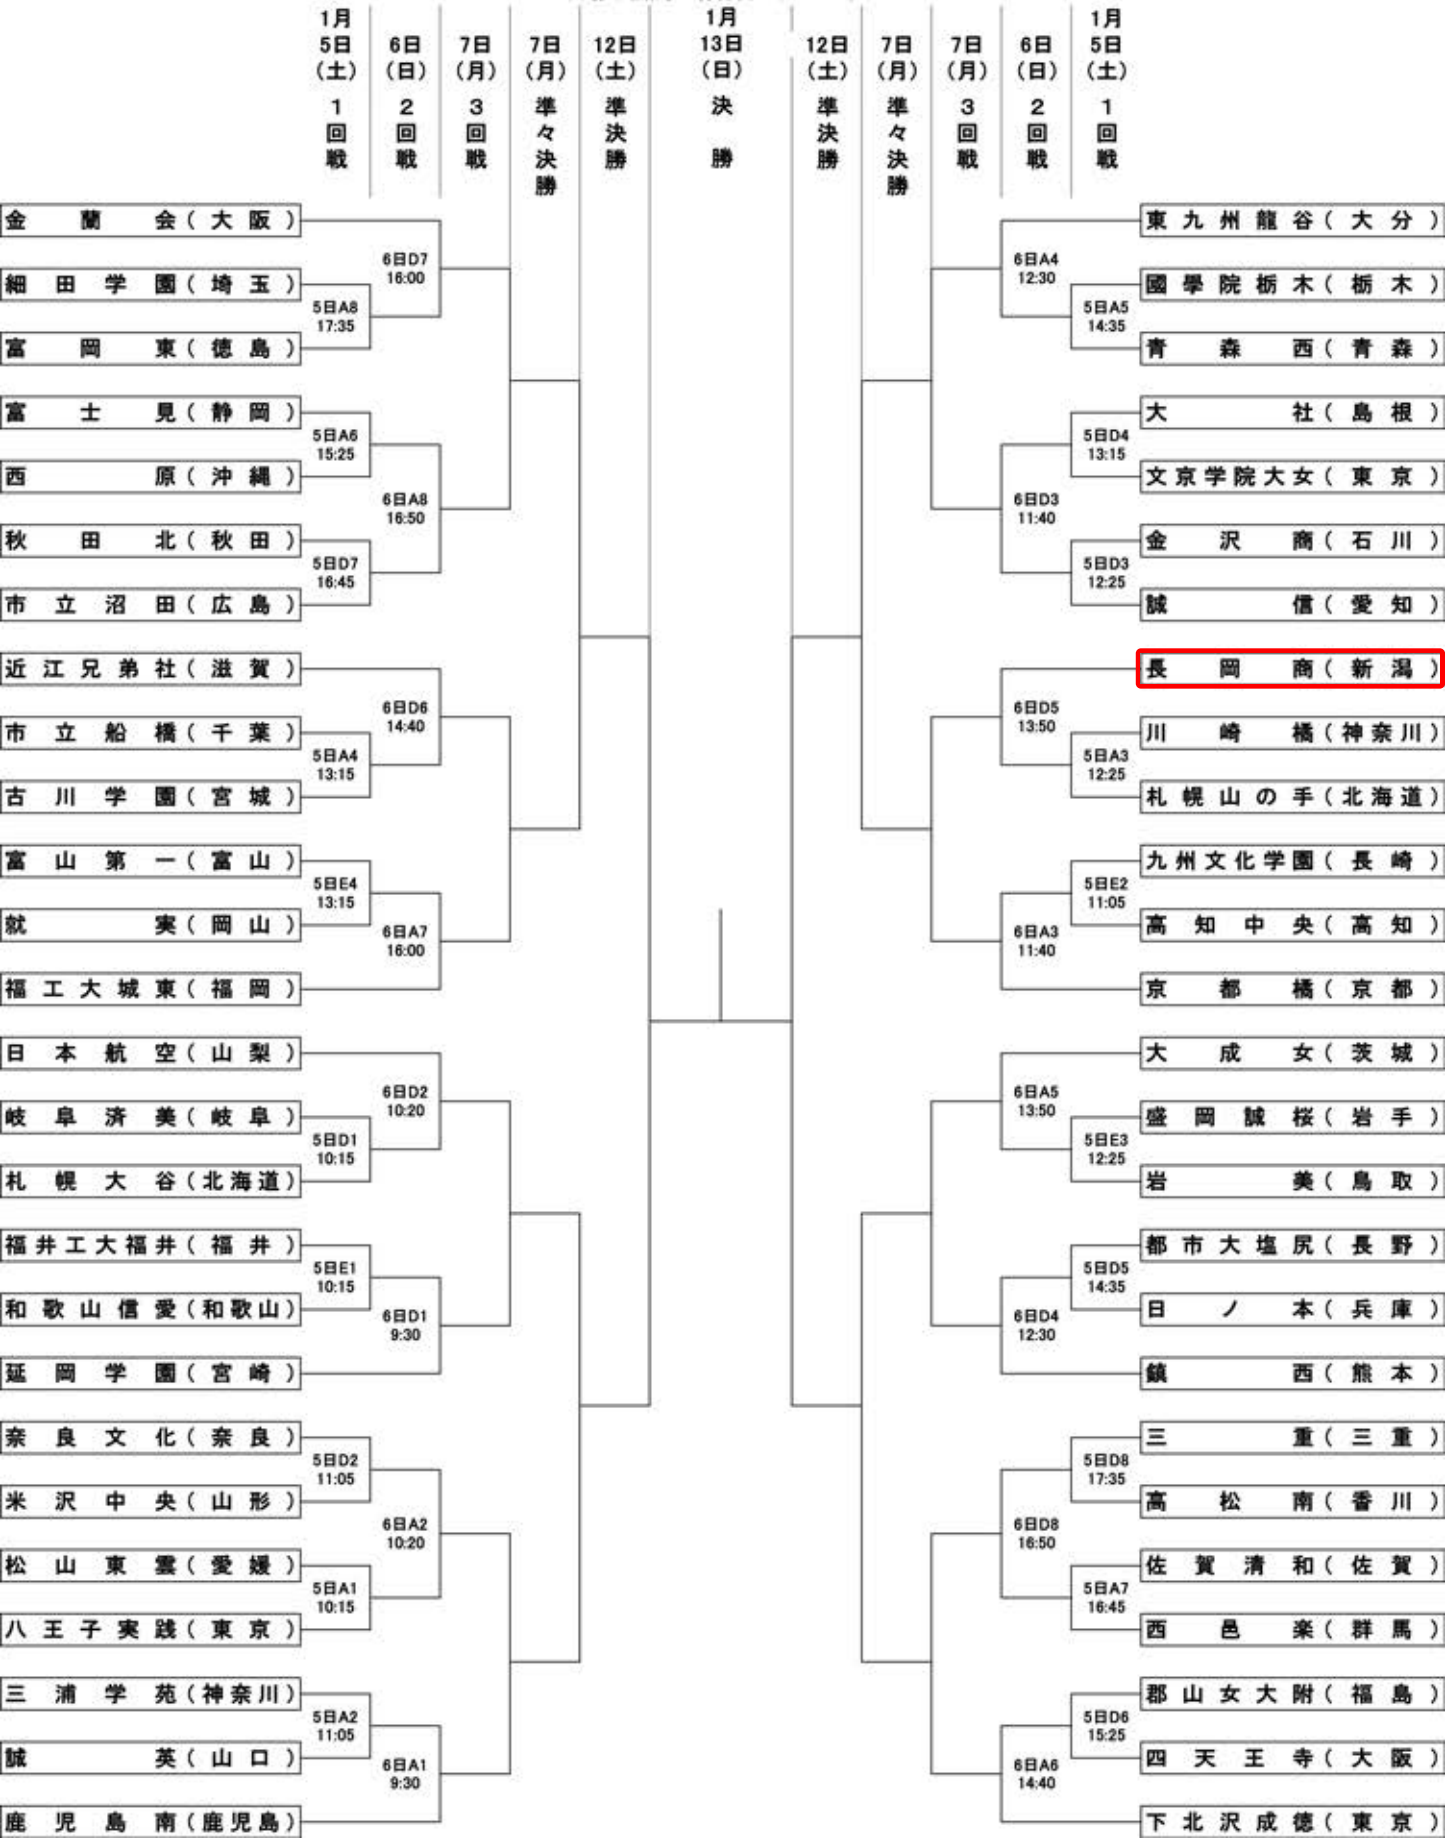 1月 5日 (土) 1回戦
6日 (日) 2回戦
7日 (月) 3回戦
7日 (月) 準々決勝
12日 (土) 準決勝
1月 13日 (日) 決勝
12日 (土) 準決勝
7日 (月) 準々決勝
7日 (月) 3回戦
6日 (日) 2回戦
1月 5日 (土) 1回戦
金蘭会(大阪)
6日D7
16:00
細田学園(埼玉)
5日A8
17:35
富岡東(徳島)
富士見(静岡)
5日A6
15:25
西原(沖縄)
6日A8
16:50
秋田北(秋田)
5日D7
16:45
市立沼田(広島)
近江兄弟社(滋賀)
6日D6
14:40
市立船橋(千葉)
5日A4
13:15
古川学園(宮城)
富山第一(富山)
5日E4
13:15
就実(岡山)
6日A7
16:00
福工大城東(福岡)
日本航空(山梨)
6日D2
10:20
岐阜済美(岐阜)
5日D1
10:15
札幌大谷(北海道)
福井工大福井(福井)
5日E1
10:15
和歌山信愛(和歌山)
6日D1
9:30
延岡学園(宮崎)
奈良文化(奈良)
5日D2
11:05
米沢中央(山形)
6日A2
10:20
松山東雲(愛媛)
5日A1
10:15
八王子実践(東京)
三浦学苑(神奈川)
5日A2
11:05
誠英(山口)
6日A1
9:30
鹿児島南(鹿児島)
東九州龍谷(大分)
6日A4
12:30
國學院栃木(栃木)
5日A5
14:35
青森西(青森)
大社(島根)
5日D4
13:15
文京学院大女(東京)
6日D3
11:40
金沢商(石川)
5日D3
12:25
誠信(愛知)
長岡商(新潟)
6日D5
13:50
川崎橘(神奈川)
5日A3
12:25
札幌山の手(北海道)
九州文化学園(長崎)
5日E2
11:05
高知中央(高知)
6日A3
11:40
京都橘(京都)
大成女(茨城)
6日A5
13:50
盛岡誠桜(岩手)
5日E3
12:25
岩美(鳥取)
都市大塩尻(長野)
5日D5
14:35
日ノ本(兵庫)
6日D4
12:30
鎮西(熊本)
三重(三重)
5日D8
17:35
高松南(香川)
6日D8
16:50
佐賀清和(佐賀)
5日A7
16:45
西邑楽(群馬)
郡山女大附(福島)
5日D6
15:25
四天王寺(大阪)
6日A6
14:40
下北沢成徳(東京)